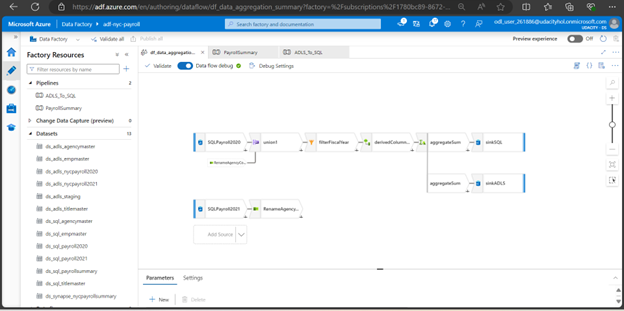 https://adf.azure.com/en/authoring/dataflow/df_data_aggregation_summary?factory=%2Fsubscriptions%2F1780bc89-8672-...
Microsoft Azure | Data Factory ▸ adf-nyc-payroll
Search factory and documentation
odl_user_261886@udacityhol.onmicrosoft.com
UDACITY
Data Factory
Validate all
Publish all
Preview experience
Off
Factory Resources
Filter resources by name
Pipelines 2
ADLS_To_SQL
PayrollSummary
Change Data Capture (preview) 0
Datasets 13
ds_adls_agencymaster
ds_adls_empmaster
ds_adls_nycpayroll2020
ds_adls_nycpayroll2021
ds_adls_staging
ds_adls_titlemaster
ds_sql_agencymaster
ds_sql_empmaster
ds_sql_payroll2020
ds_sql_payroll2021
ds_sql_payrollsummary
ds_sql_titlemaster
ds_synapse_nycpayrollsummary
df_data_aggregatio...
PayrollSummary
ADLS_To_SQL
Validate
Data flow debug
Debug Settings
SQLPayroll2020
union1
filterFiscalYear
derivedColumn...
aggregateSum
sinkSQL
RenameAgencyCo...
aggregateSum
sinkADLS
SQLPayroll2021
RenameAgency...
Add Source
Parameters
Settings
New
Delete